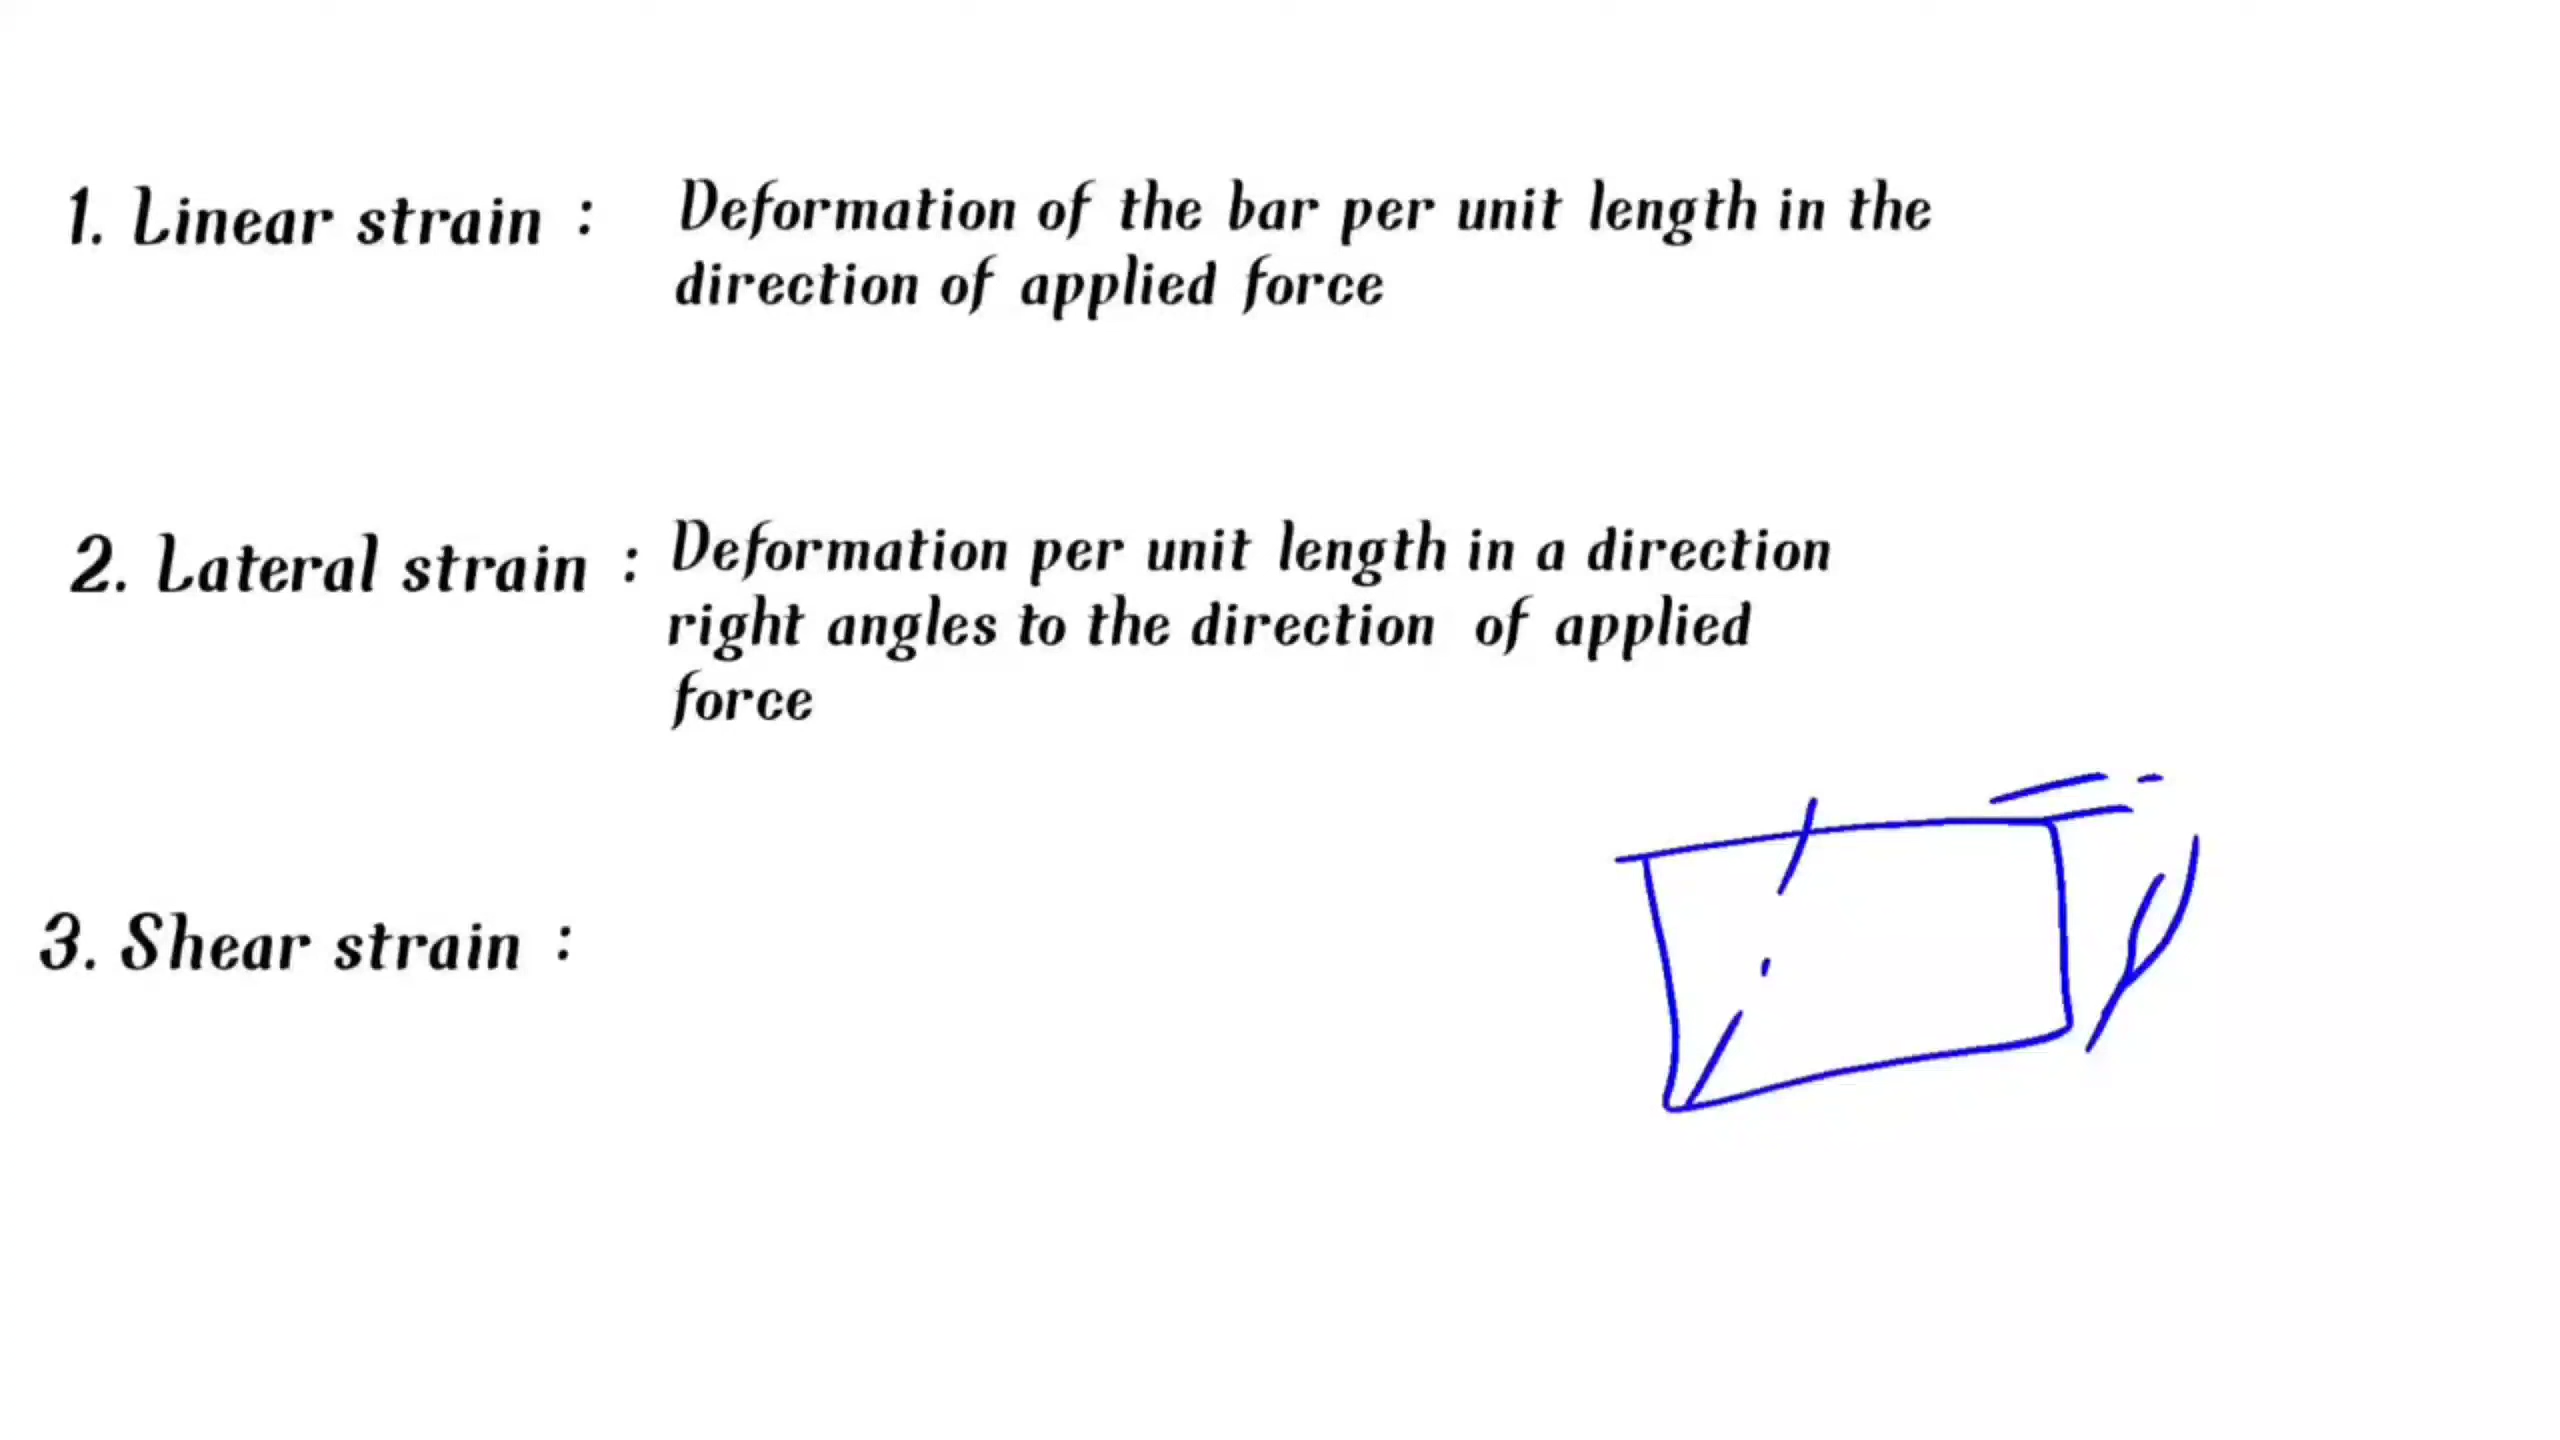 1. Linear strain : Deformation of the bar per unit length in the
direction of applied force
2. Lateral strain : Deformation per unit length in a direction
right angles to the direction of applied
force
3. Shear strain :